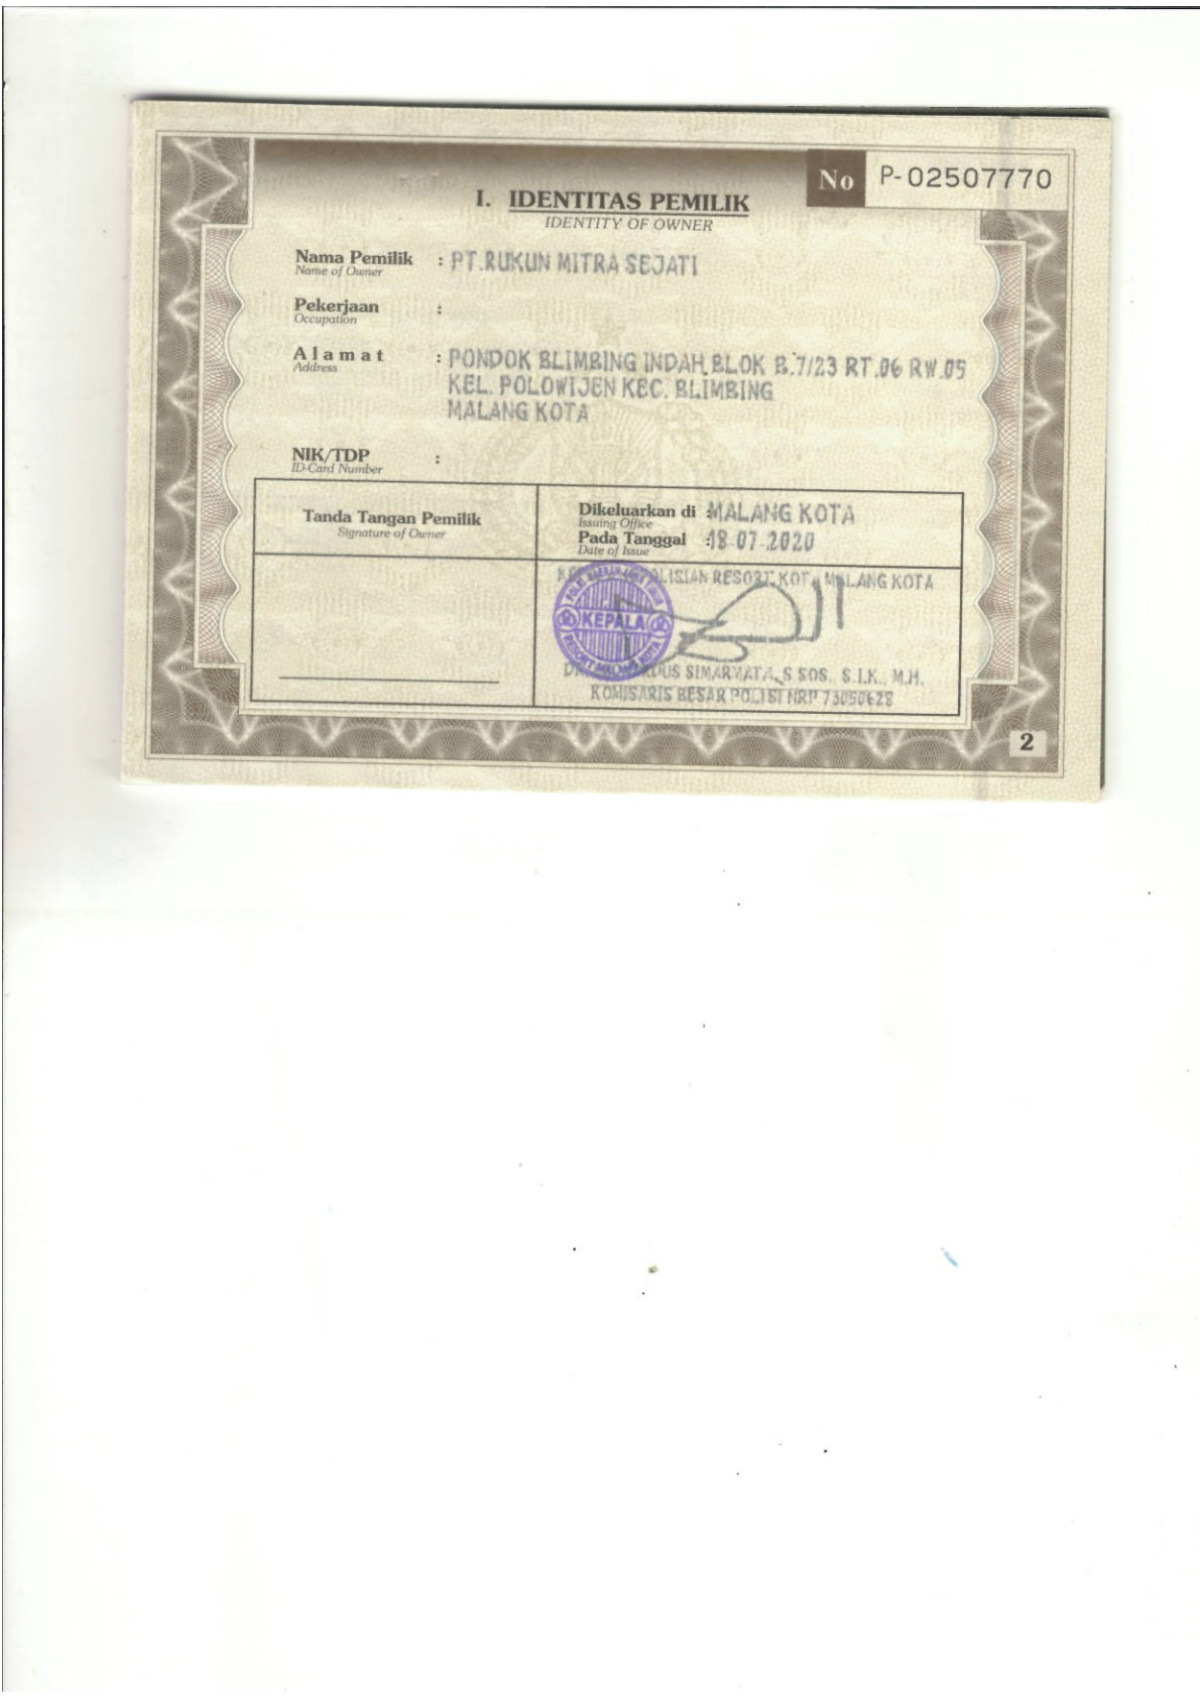 No P-02507770
I. IDENTITAS PEMILIK
IDENTITY OF OWNER
Nama Pemilik : PT.RUKUN MITRA SEJATI
Name of Owner
Pekerjaan :
Occupation
Alamat : PONDOK BLIMBING INDAH BLOK B.7/23 RT.06 RW.05
Address
KEL. POLOWIJEN KEC. BLIMBING
MALANG KOTA
NIK/TDP :
ID-Card Number
Tanda Tangan Pemilik
Signature of Owner
Dikeluarkan di : MALANG KOTA
Issuing Office
Pada Tanggal : 18-07-2020
Date of Issue
RESORT KOTA MALANG KOTA
KEPALA
RESORT MALANG KOTA
SIMARMATA, S.SOS., S.I.K., M.H.
KOMISARIS BESAR POLISI NRP 73050628
2